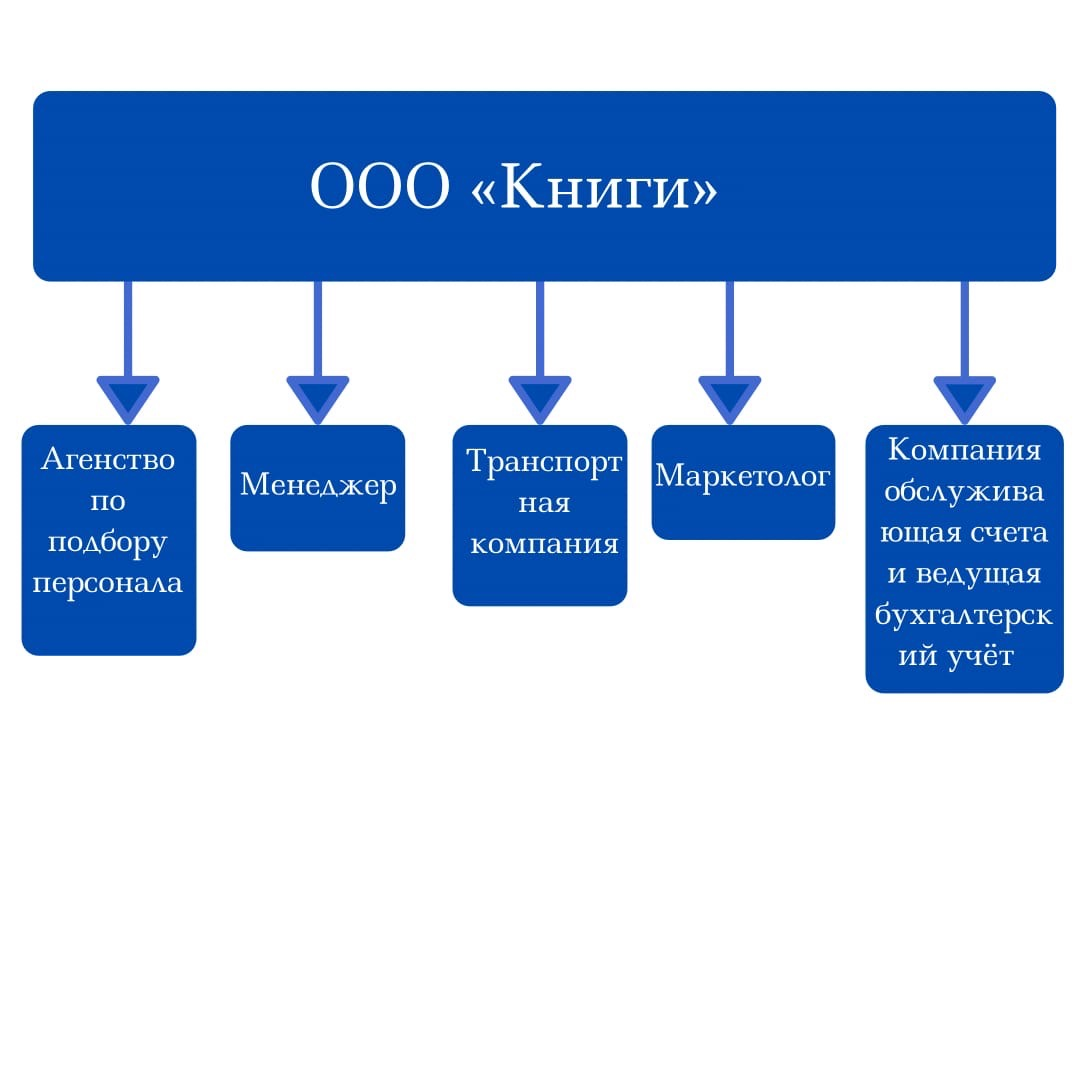 ООО «Книги»
Агенство
по
подбору
персонала
Менеджер
Транспорт
ная
компания
Маркетолог
Компания
обслужива
ющая счета
и ведущая
бухгалтерск
ий учёт